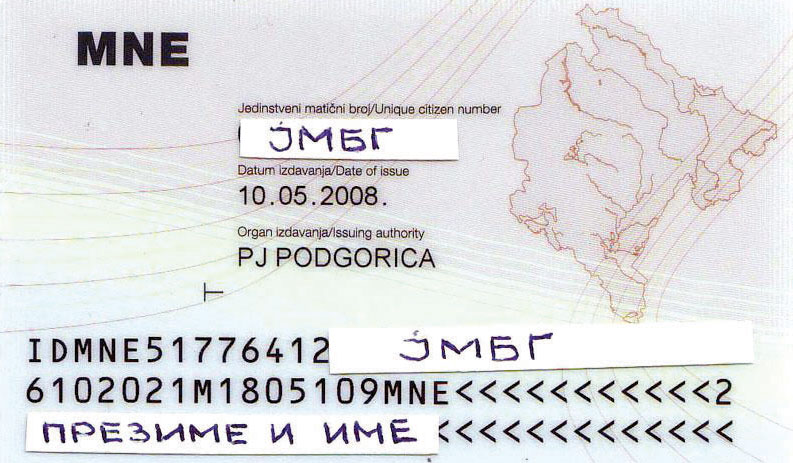 MNE
Jedinstveni matični broj/Unique citizen number
ЈМБГ
Datum izdavanja/Date of issue
10.05.2008.
Organ izdavanja/Issuing authority
PJ PODGORICA
IDMNE51776412 ЈМБГ
6102021M1805109MNE<<<<<<<<<<<2
ПРЕЗИМЕ И ИМЕ <<<<<<<<<<<<